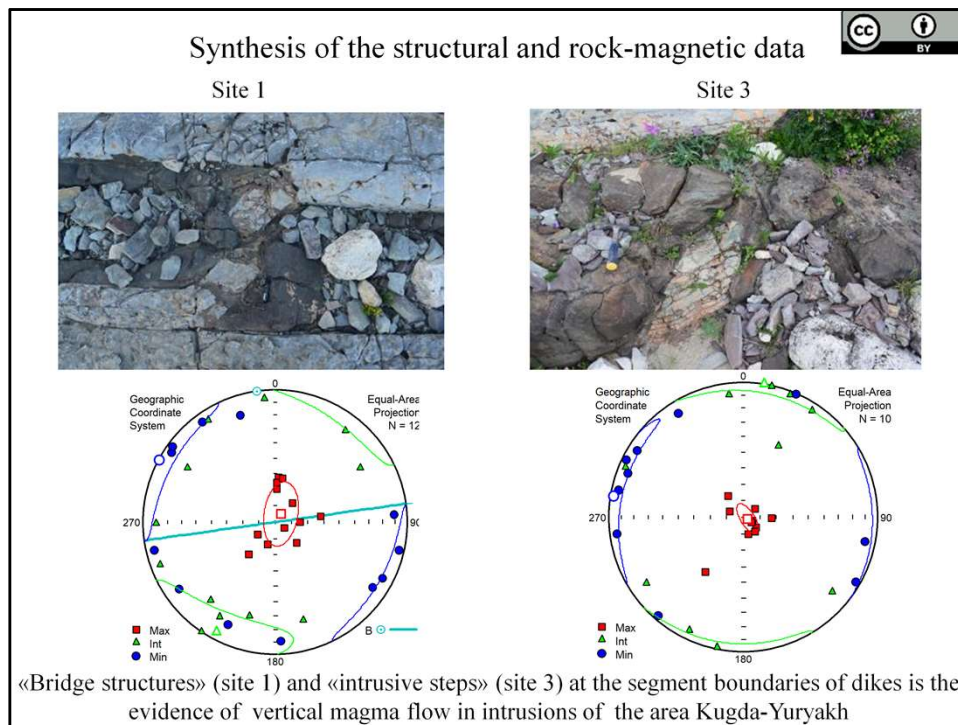 Synthesis of the structural and rock-magnetic data
cc
BY
Site 1
Site 3
Geographic
Coordinate
System
0
Equal-Area
Projection
N = 12
270
90
180
Max
Int
Min
B
Geographic
Coordinate
System
0
Equal-Area
Projection
N = 10
270
90
180
Max
Int
Min
«Bridge structures» (site 1) and «intrusive steps» (site 3) at the segment boundaries of dikes is the
evidence of vertical magma flow in intrusions of the area Kugda-Yuryakh